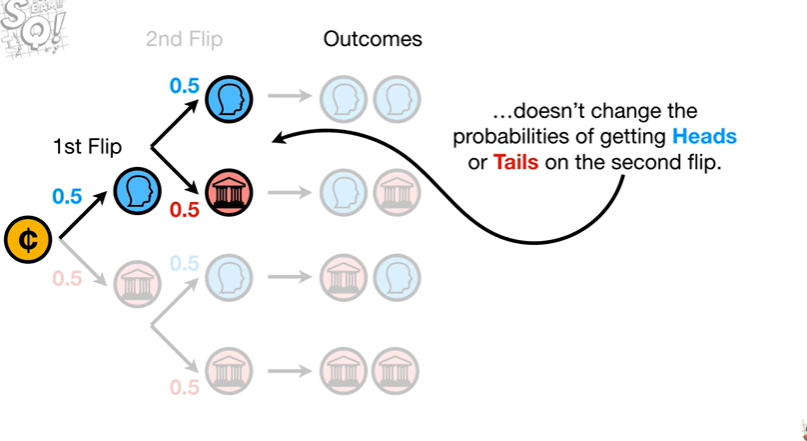 2nd Flip
Outcomes
0.5
…doesn't change the
probabilities of getting Heads
or Tails on the second flip.
1st Flip
0.5
0.5
¢
0.5
0.5
0.5